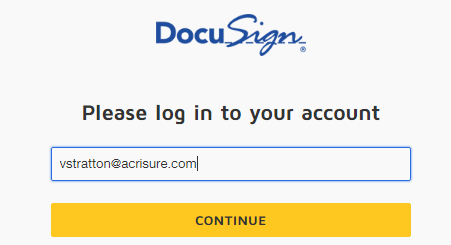 DocuSign®
Please log in to your account
vstratton@acrisure.com
CONTINUE